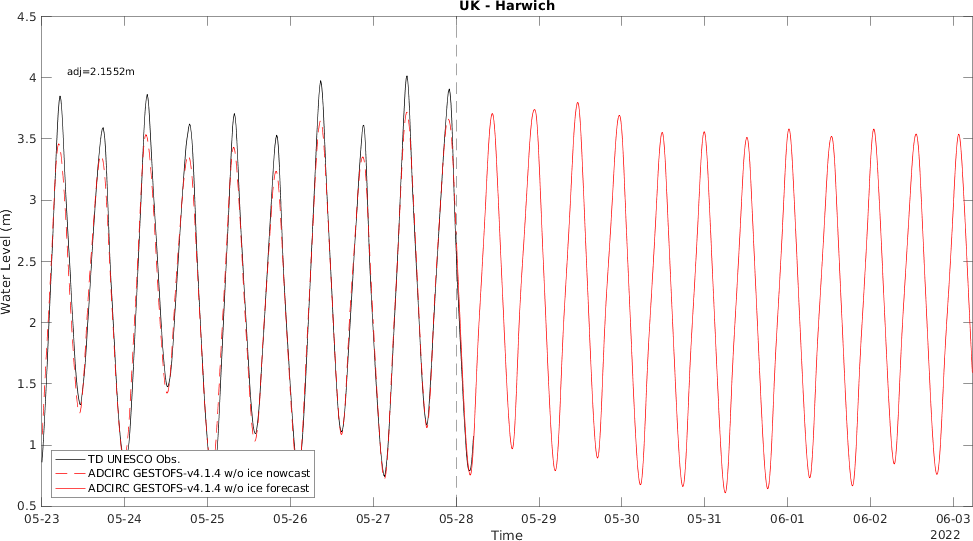 UK - Harwich
4.5
4
3.5
3
2.5
2
1.5
1
0.5
Water Level (m)
adj=2.1552m
TD UNESCO Obs.
ADCIRC GESTOFS-v4.1.4 w/o ice nowcast
ADCIRC GESTOFS-v4.1.4 w/o ice forecast
05-23 05-24 05-25 05-26 05-27 05-28 05-29 05-30 05-31 06-01 06-02 06-03
Time 2022